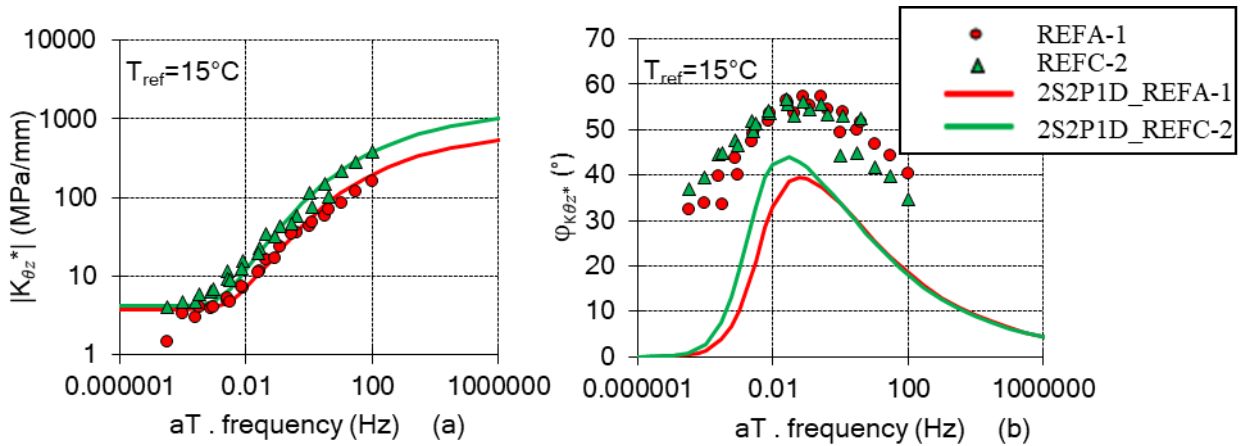 10000
1000
100
10
1
0.000001
0.01
100
1000000
|Kθz*| (MPa/mm)
Tref=15°C
aT . frequency (Hz) (a)
70
60
50
40
30
20
10
0
0.000001
0.01
100
1000000
φKθz* (°)
Tref=15°C
aT . frequency (Hz) (b)
REFA-1
REFC-2
2S2P1D_REFA-1
2S2P1D_REFC-2